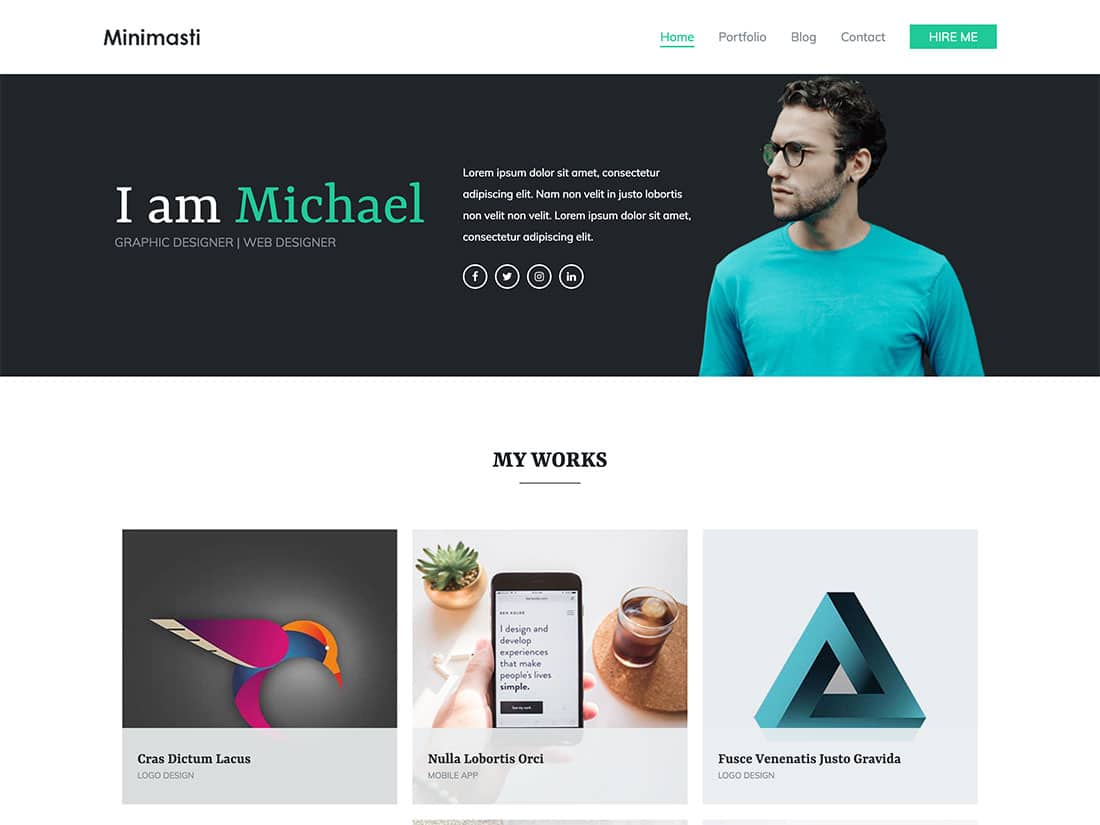 Minimasti
Home
Portfolio
Blog
Contact
HIRE ME
I am Michael
GRAPHIC DESIGNER | WEB DESIGNER
Lorem ipsum dolor sit amet, consectetur
adipiscing elit. Nam non velit in justo lobortis
non velit non velit. Lorem ipsum dolor sit amet,
consectetur adipiscing elit.
MY WORKS
I design and
develop
experiences
that make
people's lives
simple.
Cras Dictum Lacus
LOGO DESIGN
Nulla Lobortis Orci
MOBILE APP
Fusce Venenatis Justo Gravida
LOGO DESIGN